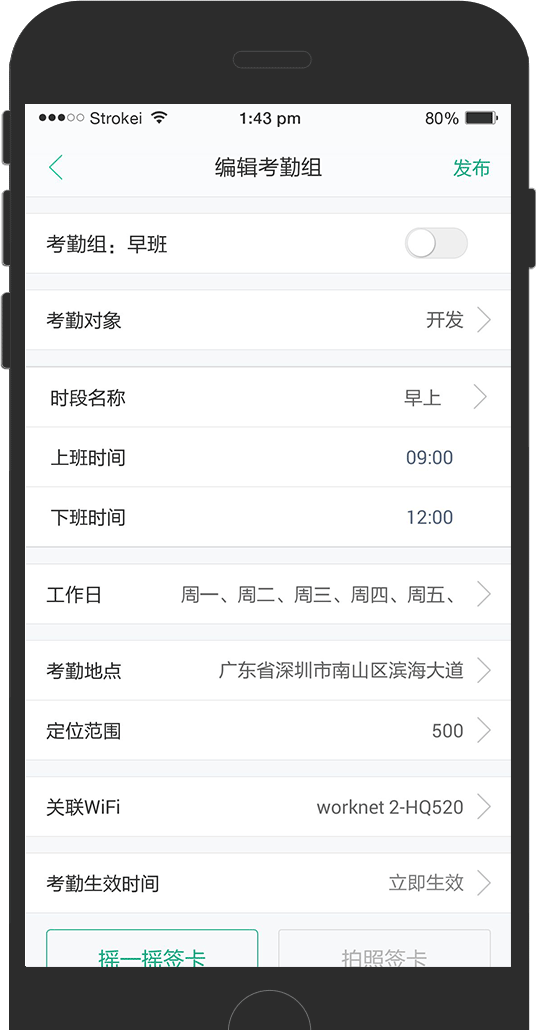 Strokei 1:43 pm 80%
编辑考勤组 发布
考勤组：早班
考勤对象 开发
时段名称 早上
上班时间 09:00
下班时间 12:00
工作日 周一、周二、周三、周四、周五、
考勤地点 广东省深圳市南山区滨海大道
定位范围 500
关联WiFi worknet 2-HQ520
考勤生效时间 立即生效
摇一摇签卡 拍照签卡